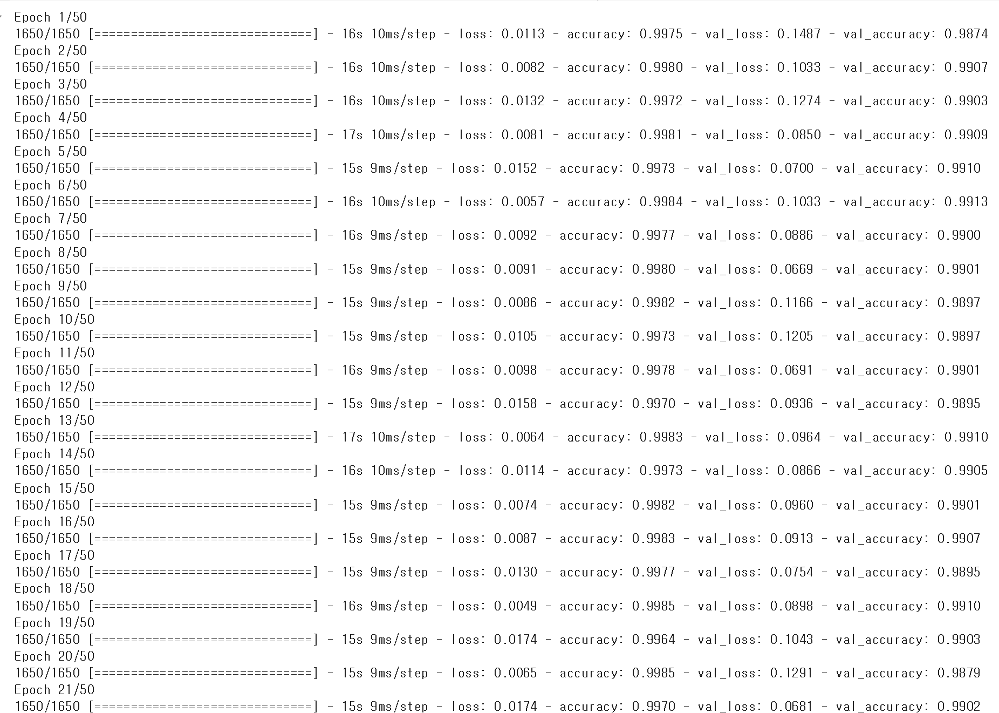 Epoch 1/50
1650/1650 [==============================] - 16s 10ms/step - loss: 0.0113 - accuracy: 0.9975 - val_loss: 0.1487 - val_accuracy: 0.9874
Epoch 2/50
1650/1650 [==============================] - 16s 10ms/step - loss: 0.0082 - accuracy: 0.9980 - val_loss: 0.1033 - val_accuracy: 0.9907
Epoch 3/50
1650/1650 [==============================] - 16s 10ms/step - loss: 0.0132 - accuracy: 0.9972 - val_loss: 0.1274 - val_accuracy: 0.9903
Epoch 4/50
1650/1650 [==============================] - 17s 10ms/step - loss: 0.0081 - accuracy: 0.9981 - val_loss: 0.0850 - val_accuracy: 0.9909
Epoch 5/50
1650/1650 [==============================] - 15s 9ms/step - loss: 0.0152 - accuracy: 0.9973 - val_loss: 0.0700 - val_accuracy: 0.9910
Epoch 6/50
1650/1650 [==============================] - 16s 10ms/step - loss: 0.0057 - accuracy: 0.9984 - val_loss: 0.1033 - val_accuracy: 0.9913
Epoch 7/50
1650/1650 [==============================] - 16s 9ms/step - loss: 0.0092 - accuracy: 0.9977 - val_loss: 0.0886 - val_accuracy: 0.9900
Epoch 8/50
1650/1650 [==============================] - 15s 9ms/step - loss: 0.0091 - accuracy: 0.9980 - val_loss: 0.0669 - val_accuracy: 0.9901
Epoch 9/50
1650/1650 [==============================] - 15s 9ms/step - loss: 0.0086 - accuracy: 0.9982 - val_loss: 0.1166 - val_accuracy: 0.9897
Epoch 10/50
1650/1650 [==============================] - 15s 9ms/step - loss: 0.0105 - accuracy: 0.9973 - val_loss: 0.1205 - val_accuracy: 0.9897
Epoch 11/50
1650/1650 [==============================] - 16s 9ms/step - loss: 0.0098 - accuracy: 0.9978 - val_loss: 0.0691 - val_accuracy: 0.9901
Epoch 12/50
1650/1650 [==============================] - 15s 9ms/step - loss: 0.0158 - accuracy: 0.9970 - val_loss: 0.0936 - val_accuracy: 0.9895
Epoch 13/50
1650/1650 [==============================] - 17s 10ms/step - loss: 0.0064 - accuracy: 0.9983 - val_loss: 0.0964 - val_accuracy: 0.9910
Epoch 14/50
1650/1650 [==============================] - 16s 10ms/step - loss: 0.0114 - accuracy: 0.9973 - val_loss: 0.0866 - val_accuracy: 0.9905
Epoch 15/50
1650/1650 [==============================] - 15s 9ms/step - loss: 0.0074 - accuracy: 0.9982 - val_loss: 0.0960 - val_accuracy: 0.9901
Epoch 16/50
1650/1650 [==============================] - 15s 9ms/step - loss: 0.0087 - accuracy: 0.9983 - val_loss: 0.0913 - val_accuracy: 0.9907
Epoch 17/50
1650/1650 [==============================] - 15s 9ms/step - loss: 0.0130 - accuracy: 0.9977 - val_loss: 0.0754 - val_accuracy: 0.9895
Epoch 18/50
1650/1650 [==============================] - 16s 9ms/step - loss: 0.0049 - accuracy: 0.9985 - val_loss: 0.0898 - val_accuracy: 0.9910
Epoch 19/50
1650/1650 [==============================] - 15s 9ms/step - loss: 0.0174 - accuracy: 0.9964 - val_loss: 0.1043 - val_accuracy: 0.9903
Epoch 20/50
1650/1650 [==============================] - 15s 9ms/step - loss: 0.0065 - accuracy: 0.9985 - val_loss: 0.1291 - val_accuracy: 0.9879
Epoch 21/50
1650/1650 [==============================] - 15s 9ms/step - loss: 0.0174 - accuracy: 0.9970 - val_loss: 0.0681 - val_accuracy: 0.9902